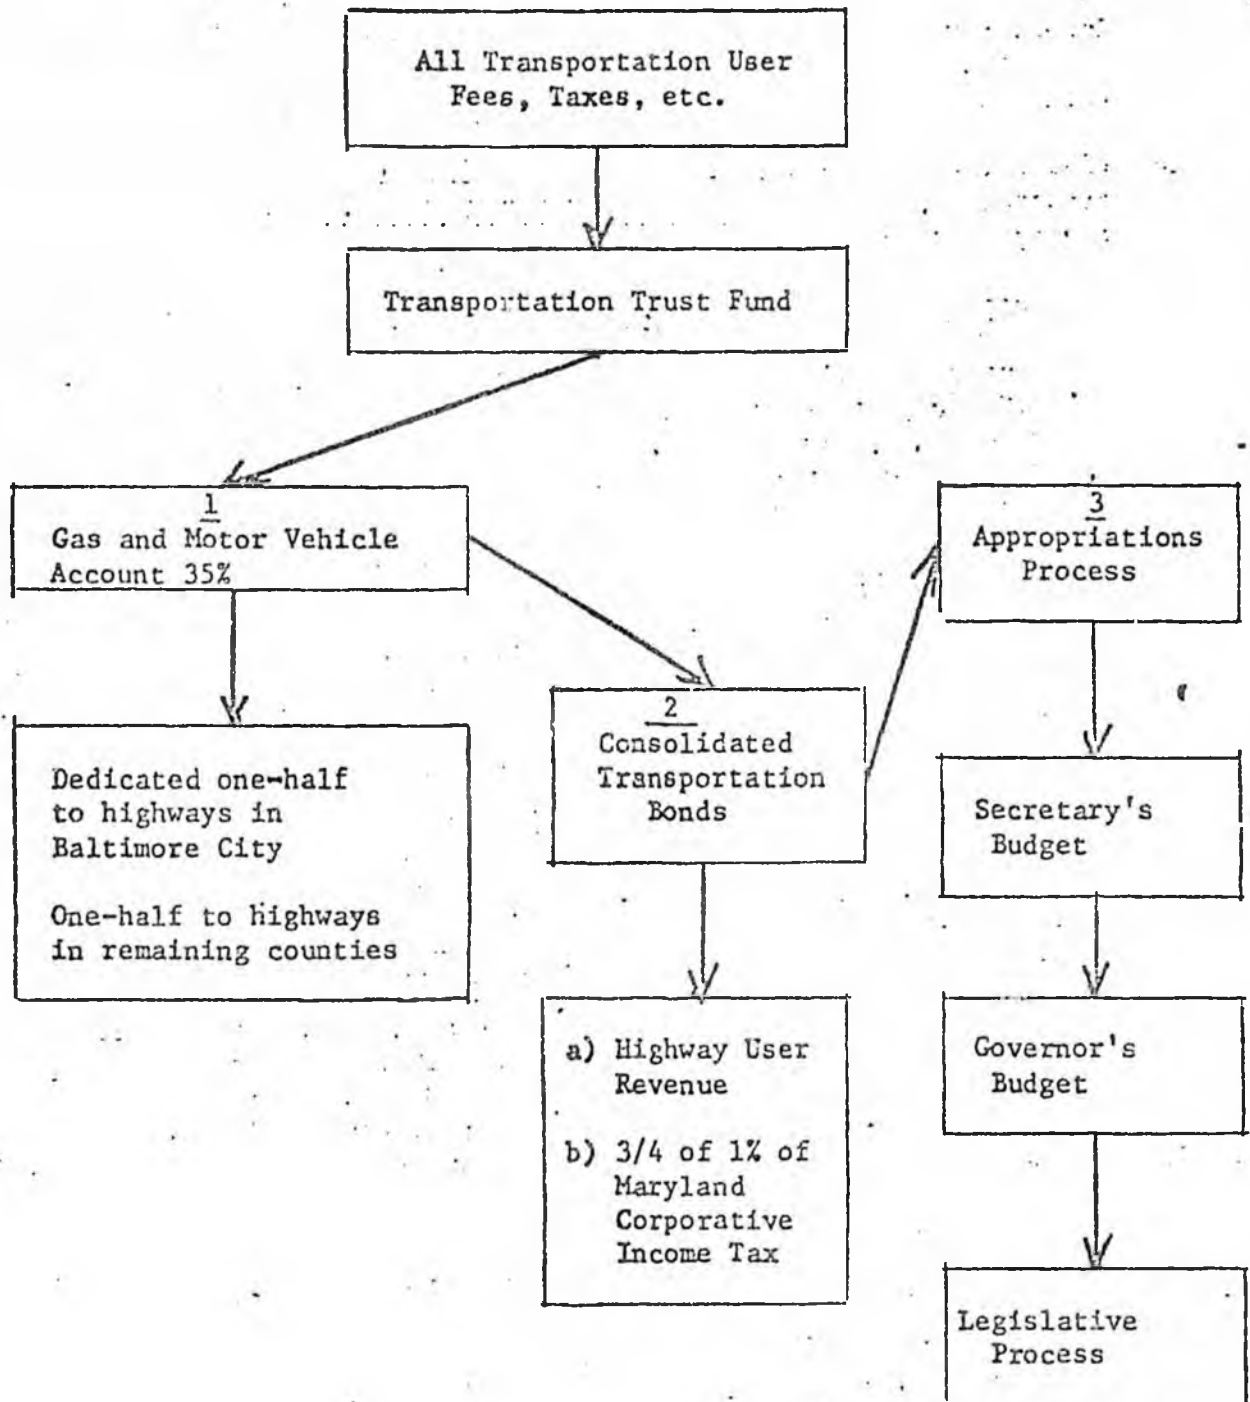 All Transportation User
Fees, Taxes, etc.
Transportation Trust Fund
1
Gas and Motor Vehicle
Account 35%
Dedicated one-half
to highways in
Baltimore City
One-half to highways
in remaining counties
2
Consolidated
Transportation
Bonds
a) Highway User
Revenue
b) 3/4 of 1% of
Maryland
Corporative
Income Tax
3
Appropriations
Process
Secretary's
Budget
Governor's
Budget
Legislative
Process